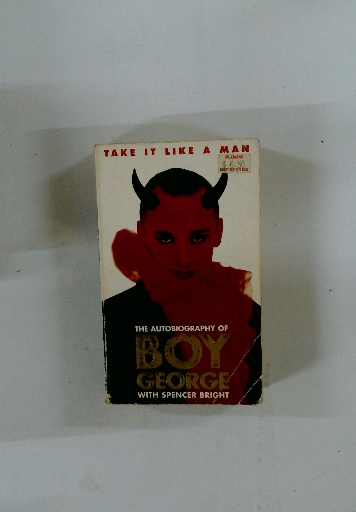 TAKE IT LIKE A MAN
THE AUTOBIOGRAPHY OF
BOY
GEORGE
WITH SPENCER BRIGHT